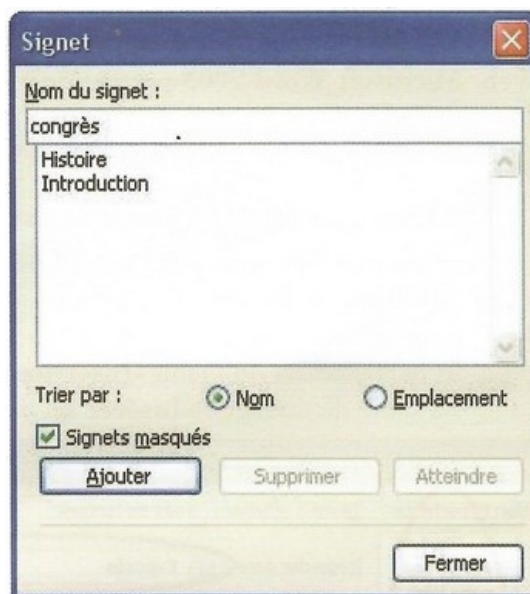 Signet
Nom du signet :
congrès
Histoire
Introduction
Trier par :
Nom
Emplacement
Signets masqués
Ajouter
Supprimer
Atteindre
Fermer